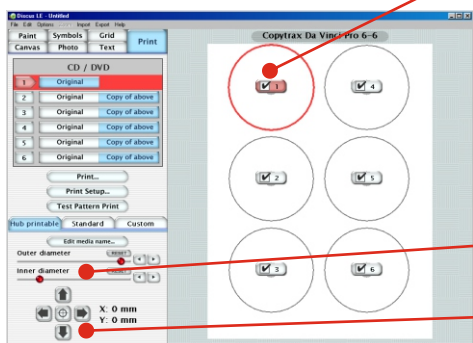 Discus LE - Untitled
File Edit Options Import Export Help
Paint Symbols Grid Print
Canvas Photo Text
Copytrax Da Vinci Pro 6-6
CD / DVD
1 Original
2 Original Copy of above
3 Original Copy of above
4 Original Copy of above
5 Original Copy of above
6 Original Copy of above
Print...
Print Setup...
Test Pattern Print
Hub printable Standard Custom
Edit media name...
Outer diameter RESET
Inner diameter
X: 0 mm
Y: 0 mm
1 4
2 5
3 6